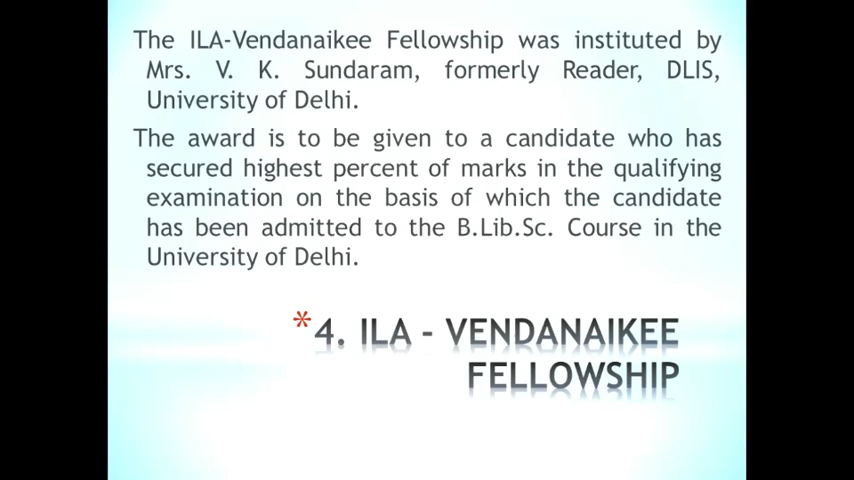 The ILA-Vendanaikee Fellowship was instituted by
Mrs. V. K. Sundaram, formerly Reader, DLIS,
University of Delhi.
The award is to be given to a candidate who has
secured highest percent of marks in the qualifying
examination on the basis of which the candidate
has been admitted to the B.Lib.Sc. Course in the
University of Delhi.
*4. ILA - VENDANAIKEE
FELLOWSHIP